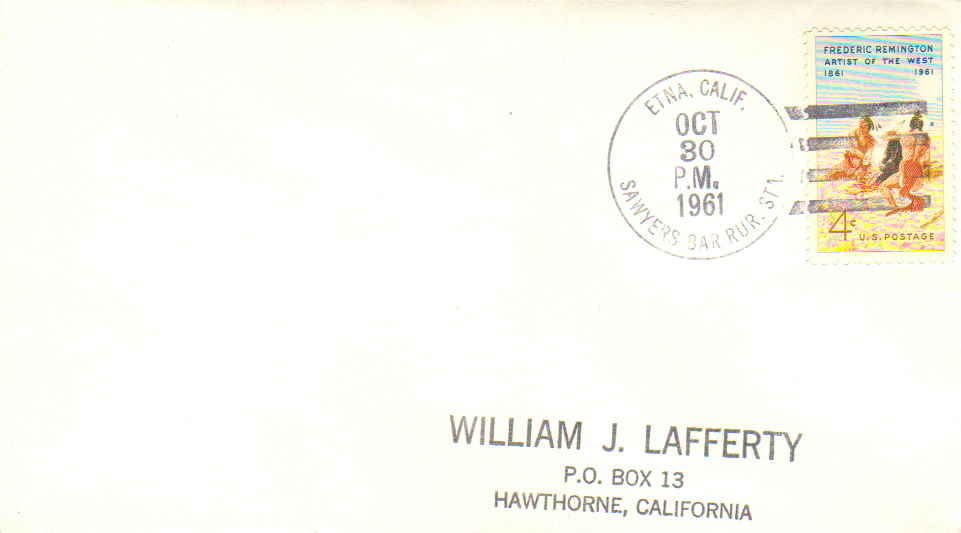 FREDERIC REMINGTON
ARTIST OF THE WEST
1861 1961
4c
U.S. POSTAGE
ETNA, CALIF.
OCT
30
P.M.
1961
SAWYERS BAR RUR. STA.
WILLIAM J. LAFFERTY
P.O. BOX 13
HAWTHORNE, CALIFORNIA